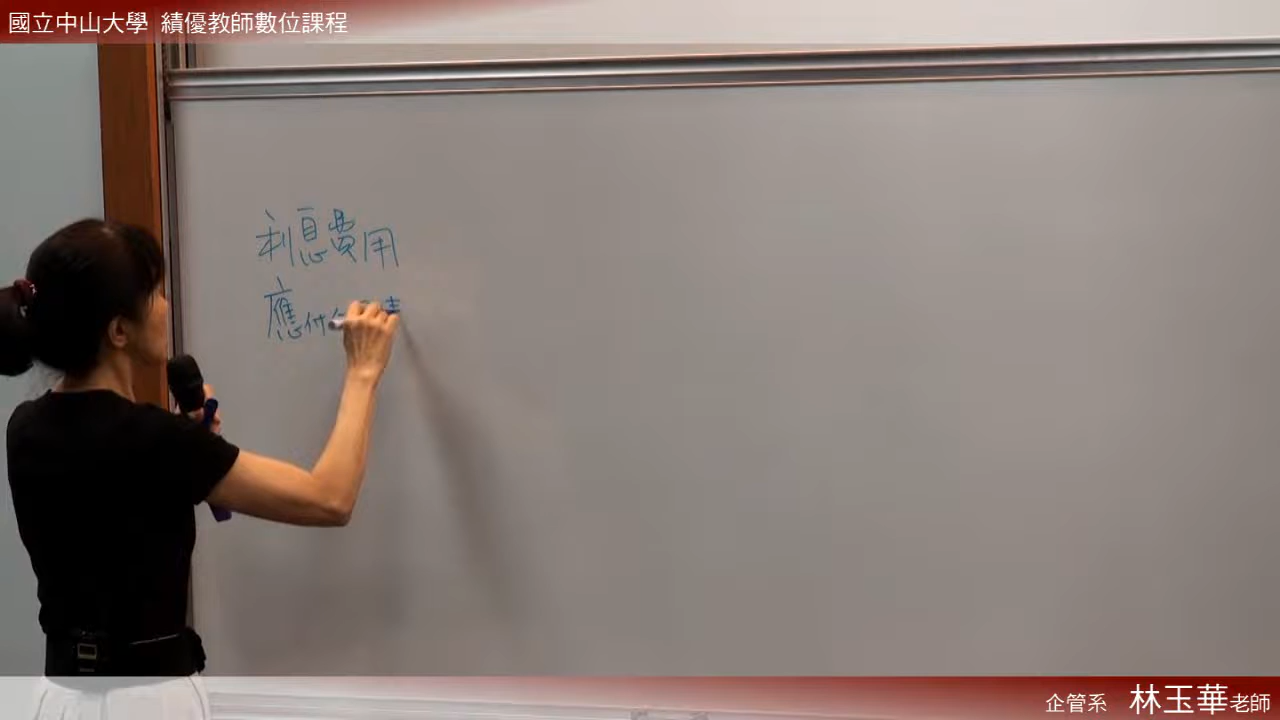 國立中山大學 績優教師數位課程
利息費用
應付公
企管系 林玉華老師